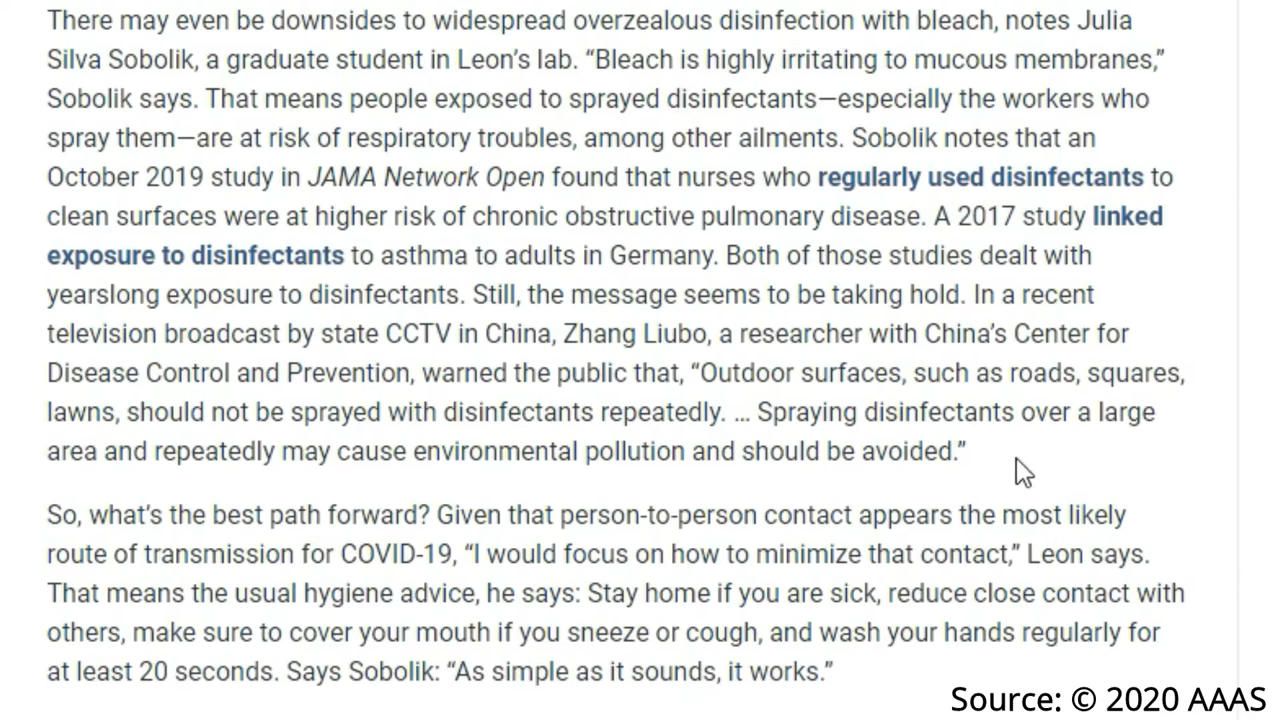 There may even be downsides to widespread overzealous disinfection with bleach, notes Julia
Silva Sobolik, a graduate student in Leon’s lab. “Bleach is highly irritating to mucous membranes,”
Sobolik says. That means people exposed to sprayed disinfectants—especially the workers who
spray them—are at risk of respiratory troubles, among other ailments. Sobolik notes that an
October 2019 study in JAMA Network Open found that nurses who regularly used disinfectants to
clean surfaces were at higher risk of chronic obstructive pulmonary disease. A 2017 study linked
exposure to disinfectants to asthma to adults in Germany. Both of those studies dealt with
yearslong exposure to disinfectants. Still, the message seems to be taking hold. In a recent
television broadcast by state CCTV in China, Zhang Liubo, a researcher with China’s Center for
Disease Control and Prevention, warned the public that, “Outdoor surfaces, such as roads, squares,
lawns, should not be sprayed with disinfectants repeatedly. … Spraying disinfectants over a large
area and repeatedly may cause environmental pollution and should be avoided.”
So, what’s the best path forward? Given that person-to-person contact appears the most likely
route of transmission for COVID-19, “I would focus on how to minimize that contact,” Leon says.
That means the usual hygiene advice, he says: Stay home if you are sick, reduce close contact with
others, make sure to cover your mouth if you sneeze or cough, and wash your hands regularly for
at least 20 seconds. Says Sobolik: “As simple as it sounds, it works.”
Source: © 2020 AAAS